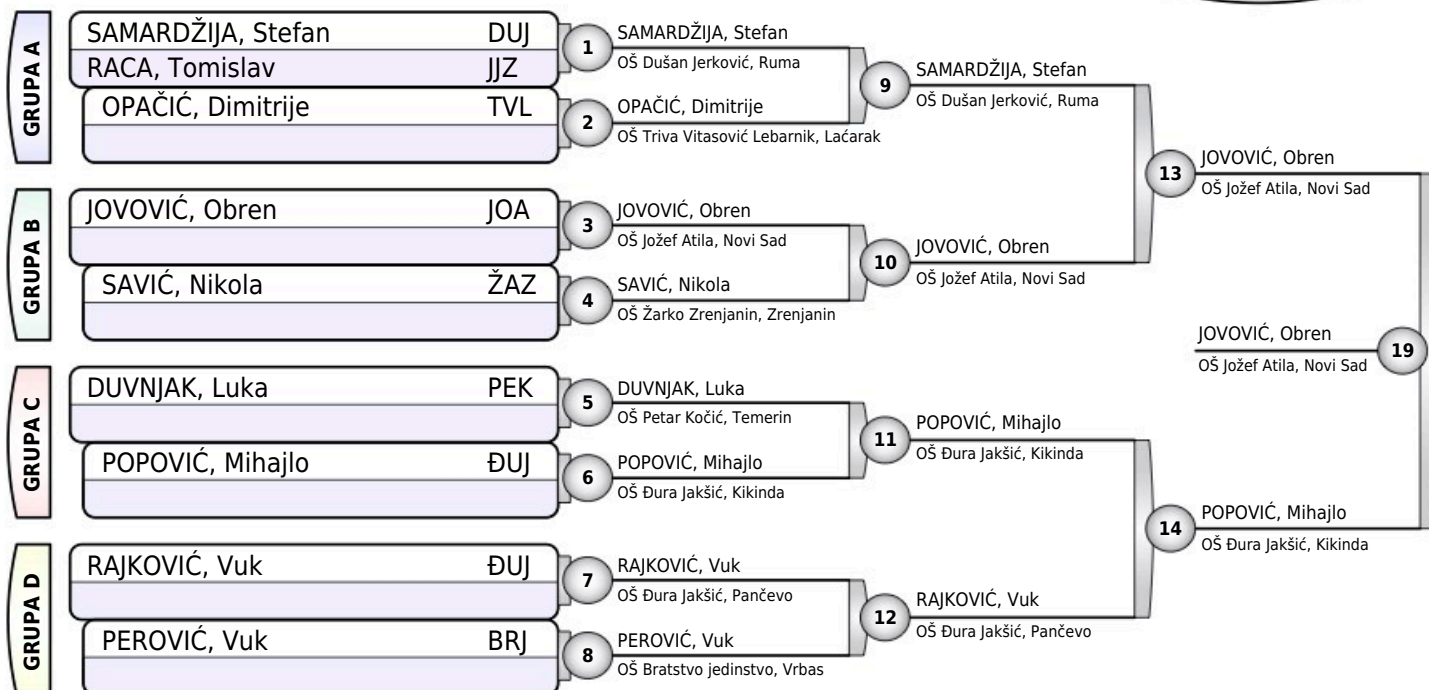 GRUPA A
SAMARDŽIJA, Stefan DUJ
RACA, Tomislav JJZ
OPAČIĆ, Dimitrije TVL
GRUPA B
JOVOVIĆ, Obren JOA
SAVIĆ, Nikola ŽAZ
GRUPA C
DUVNJAK, Luka PEK
POPOVIĆ, Mihajlo ĐUJ
GRUPA D
RAJKOVIĆ, Vuk ĐUJ
PEROVIĆ, Vuk BRJ
1
SAMARDŽIJA, Stefan
OŠ Dušan Jerković, Ruma
2
OPAČIĆ, Dimitrije
OŠ Triva Vitasović Lebarnik, Laćarak
3
JOVOVIĆ, Obren
OŠ Jožef Atila, Novi Sad
4
SAVIĆ, Nikola
OŠ Žarko Zrenjanin, Zrenjanin
5
DUVNJAK, Luka
OŠ Petar Kočić, Temerin
6
POPOVIĆ, Mihajlo
OŠ Đura Jakšić, Kikinda
7
RAJKOVIĆ, Vuk
OŠ Đura Jakšić, Pančevo
8
PEROVIĆ, Vuk
OŠ Bratstvo jedinstvo, Vrbas
9
SAMARDŽIJA, Stefan
OŠ Dušan Jerković, Ruma
10
JOVOVIĆ, Obren
OŠ Jožef Atila, Novi Sad
11
POPOVIĆ, Mihajlo
OŠ Đura Jakšić, Kikinda
12
RAJKOVIĆ, Vuk
OŠ Đura Jakšić, Pančevo
13
JOVOVIĆ, Obren
OŠ Jožef Atila, Novi Sad
14
POPOVIĆ, Mihajlo
OŠ Đura Jakšić, Kikinda
JOVOVIĆ, Obren
OŠ Jožef Atila, Novi Sad
19